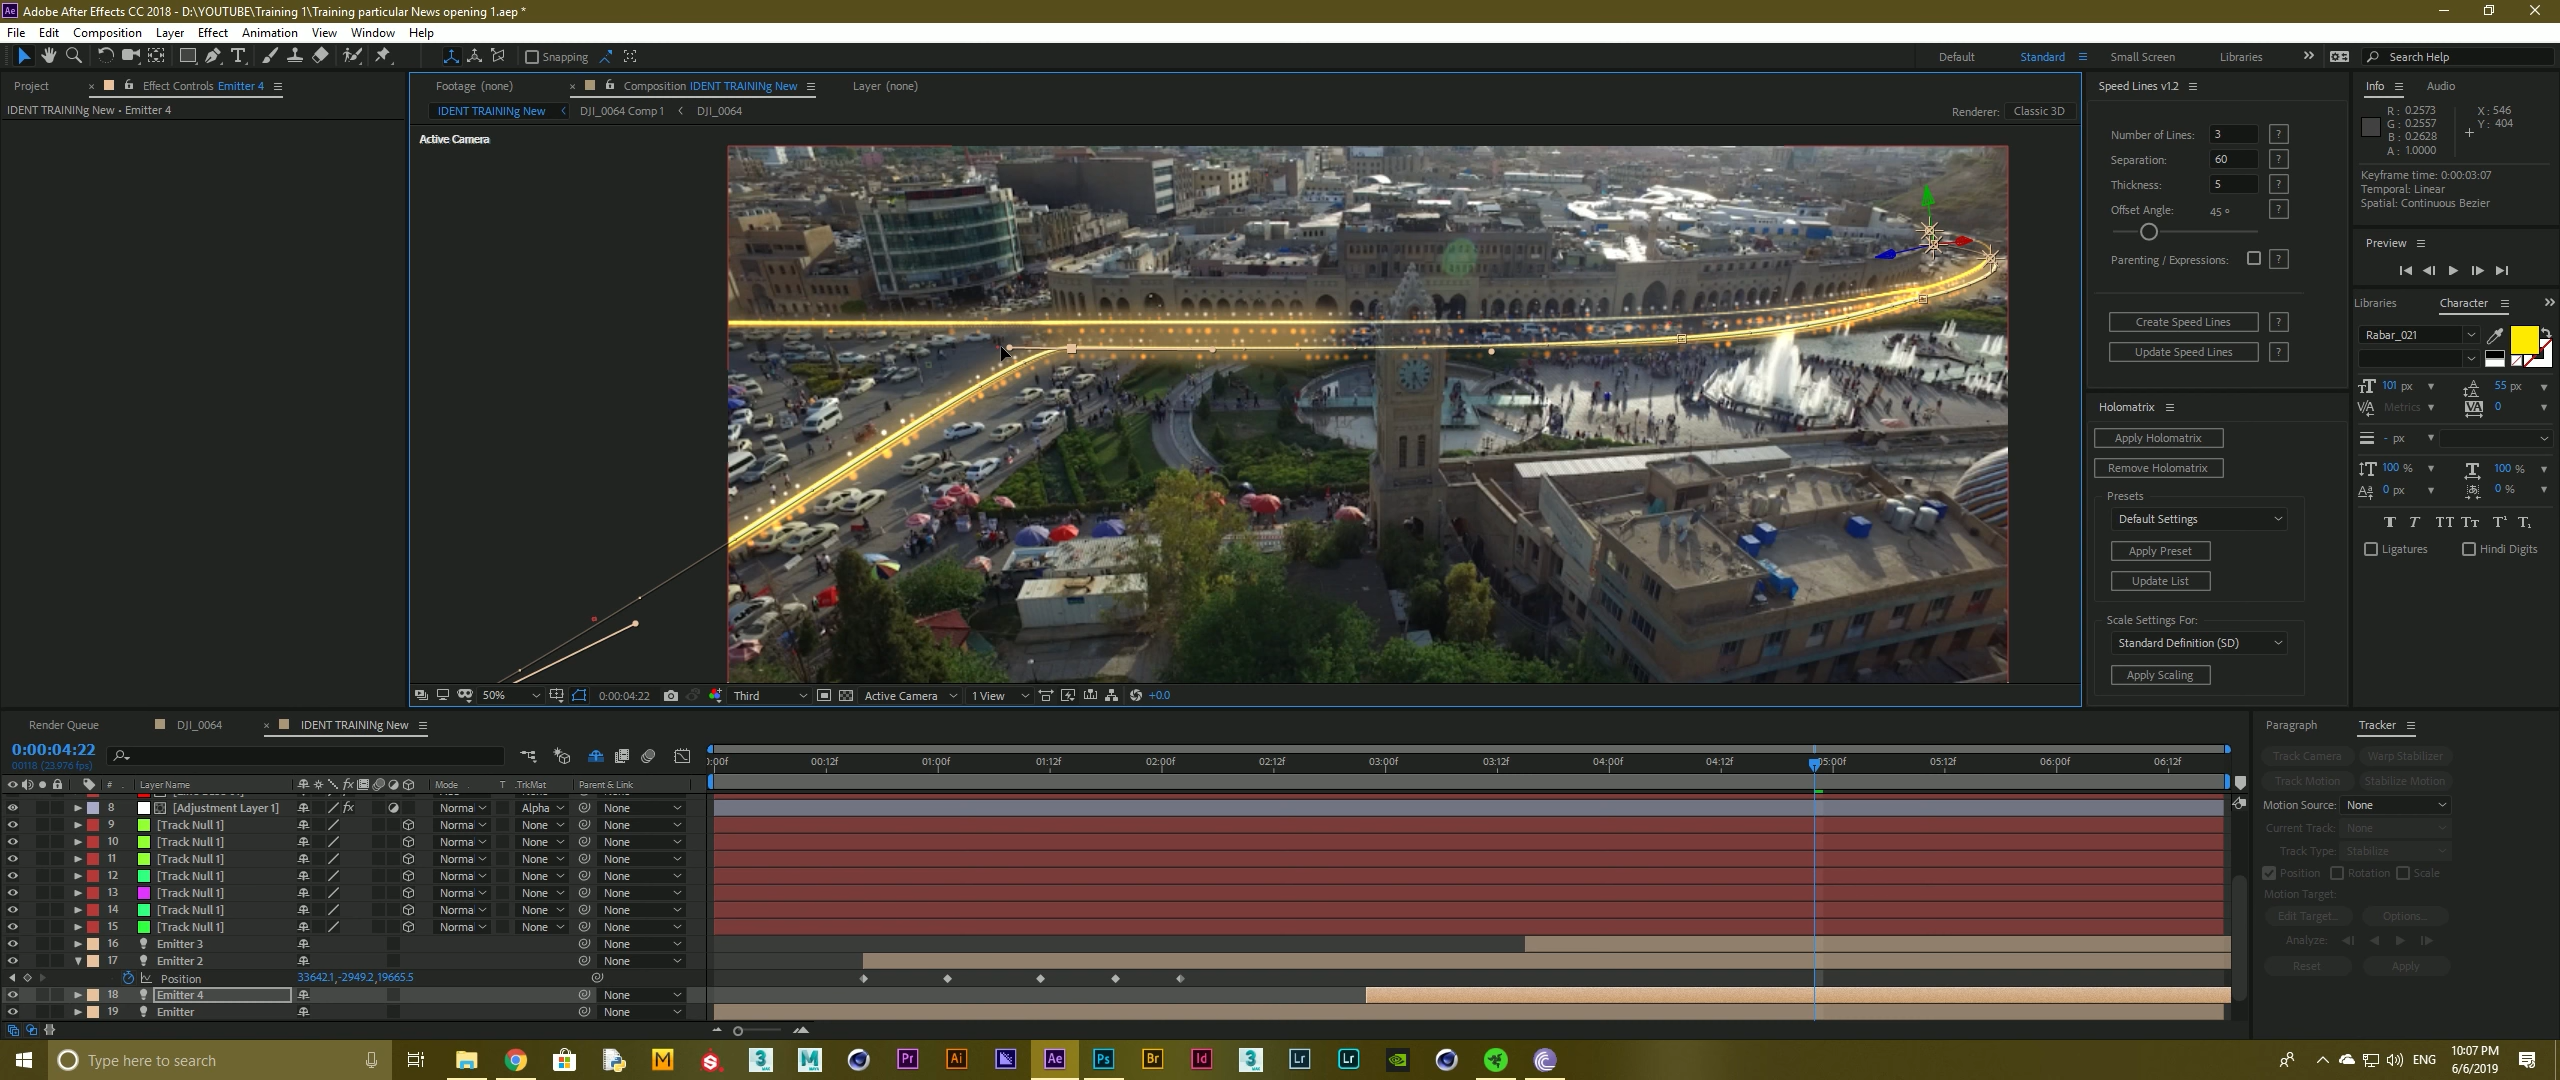 Adobe After Effects CC 2018 - D:\YOUTUBE\Training 1\Training particular News opening 1.aep *
File Edit Composition Layer Effect Animation View Window Help
Snapping Default Standard Small Screen Libraries Search Help
Project Effect Controls Emitter 4
IDENT TRAININg New • Emitter 4
Footage (none) Composition IDENT TRAININg New Layer (none)
IDENT TRAININg New DJI_0064 Comp 1 DJI_0064
Renderer: Classic 3D
Active Camera
50% 0:00:04:22 Third Active Camera 1 View +0.0
Speed Lines v1.2
Number of Lines: 3 ?
Separation: 60 ?
Thickness: 5 ?
Offset Angle: 45 ° ?
Parenting / Expressions: ?
Create Speed Lines ?
Update Speed Lines ?
Holomatrix
Apply Holomatrix
Remove Holomatrix
Presets
Default Settings
Apply Preset
Update List
Scale Settings For:
Standard Definition (SD)
Apply Scaling
Info Audio
R: 0.2573 X: 546
G: 0.2557 Y: 404
B: 0.2628
A: 1.0000
Keyframe time: 0:00:03:07
Temporal: Linear
Spatial: Continuous Bezier
Preview
Libraries Character
Rabar_021
101 px 55 px
Metrics 0
- px
100 % 100 %
0 px 0 %
Ligatures Hindi Digits
Render Queue DJI_0064 IDENT TRAININg New
0:00:04:22
00118 (23.976 fps)
# Layer Name Mode T .TrkMat Parent & Link
:00f 00:12f 01:00f 01:12f 02:00f 02:12f 03:00f 03:12f 04:00f 04:12f 05:00f 05:12f 06:00f 06:12f
8 [Adjustment Layer 1] Norma Alpha None
9 [Track Null 1] Norma None None
10 [Track Null 1] Norma None None
11 [Track Null 1] Norma None None
12 [Track Null 1] Norma None None
13 [Track Null 1] Norma None None
14 [Track Null 1] Norma None None
15 [Track Null 1] Norma None None
16 Emitter 3 None
17 Emitter 2 None
Position 33642.1,-2949.2,19665.5
18 Emitter 4 None
19 Emitter None
Paragraph Tracker
Track Camera Warp Stabilizer
Track Motion Stabilize Motion
Motion Source: None
Current Track: None
Track Type: Stabilize
Position Rotation Scale
Motion Target:
Edit Target... Options...
Analyze:
Reset Apply
Type here to search
ENG
10:07 PM
6/6/2019